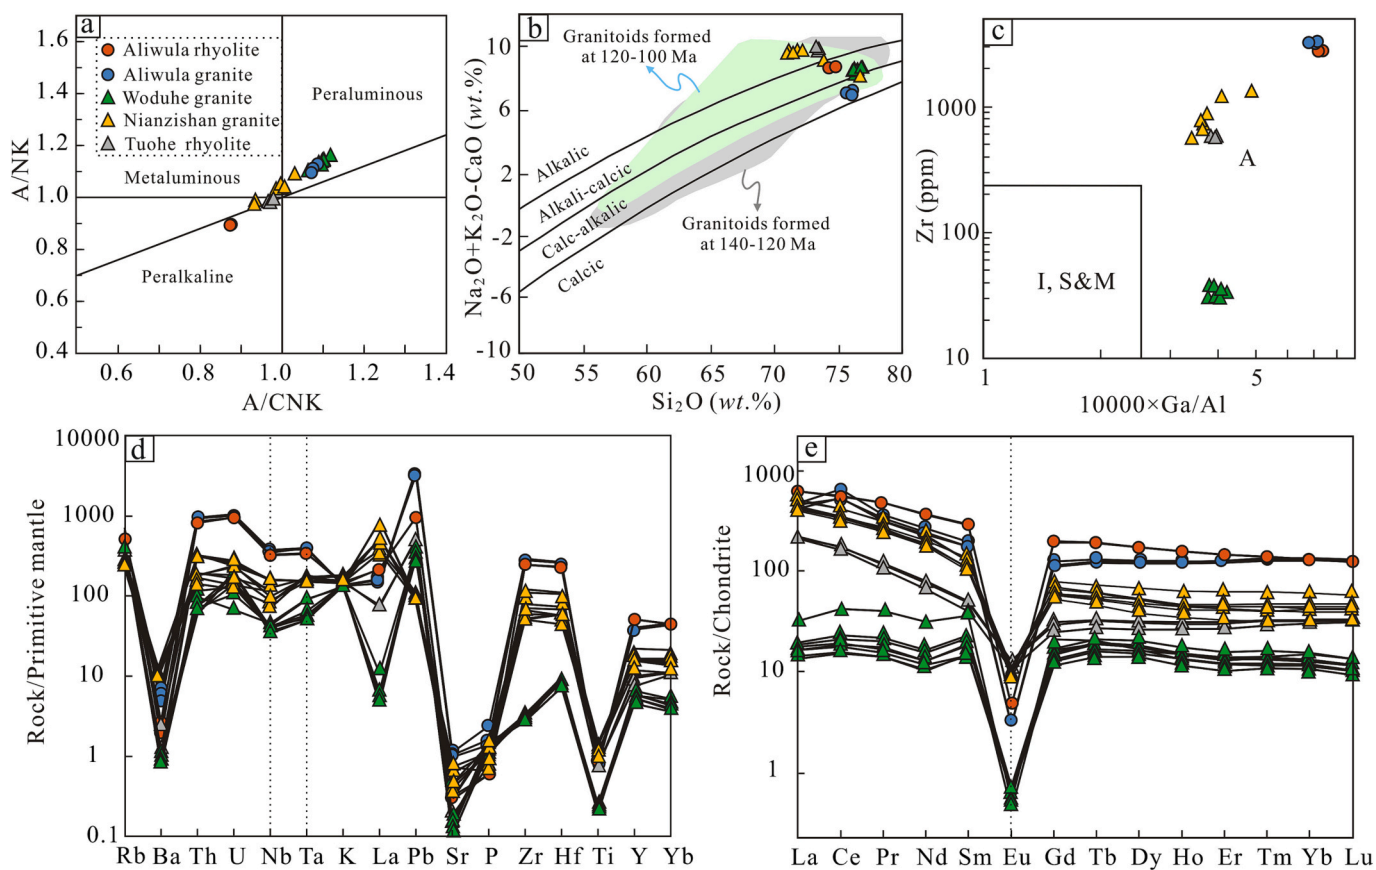 a
1.6
1.4
1.2
1.0
0.8
0.6
0.4
A/NK
Aliwula rhyolite
Aliwula granite
Woduhe granite
Nianzishan granite
Tuohe rhyolite
Peraluminous
Metaluminous
Peralkaline
0.6
0.8
1.0
1.2
1.4
A/CNK
b
Granitoids formed
at 120-100 Ma
10
6
2
-2
-6
-10
Na₂O+K₂O-CaO (wt.%)
Alkalic
Alkali-calcic
Calc-alkalic
Calcic
Granitoids formed
at 140-120 Ma
50
55
60
65
70
75
80
Si₂O (wt.%)
c
1000
100
10
Zr (ppm)
A
I, S&M
1
5
10000×Ga/Al
d
10000
1000
100
10
1
0.1
Rock/Primitive mantle
Rb Ba Th U Nb Ta K La Pb Sr P Zr Hf Ti Y Yb
e
1000
100
10
1
Rock/Chondrite
La Ce Pr Nd Sm Eu Gd Tb Dy Ho Er Tm Yb Lu